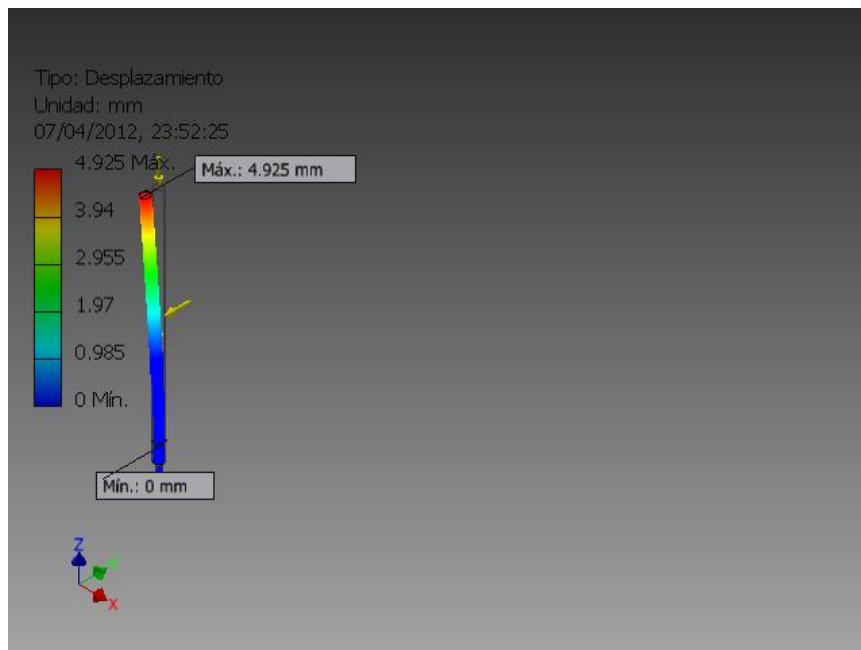 Tipo: Desplazamiento
Unidad: mm
07/04/2012, 23:52:25
4.925 Máx.
Máx.: 4.925 mm
3.94
2.955
1.97
0.985
0 Mín.
Mín.: 0 mm
Z
X